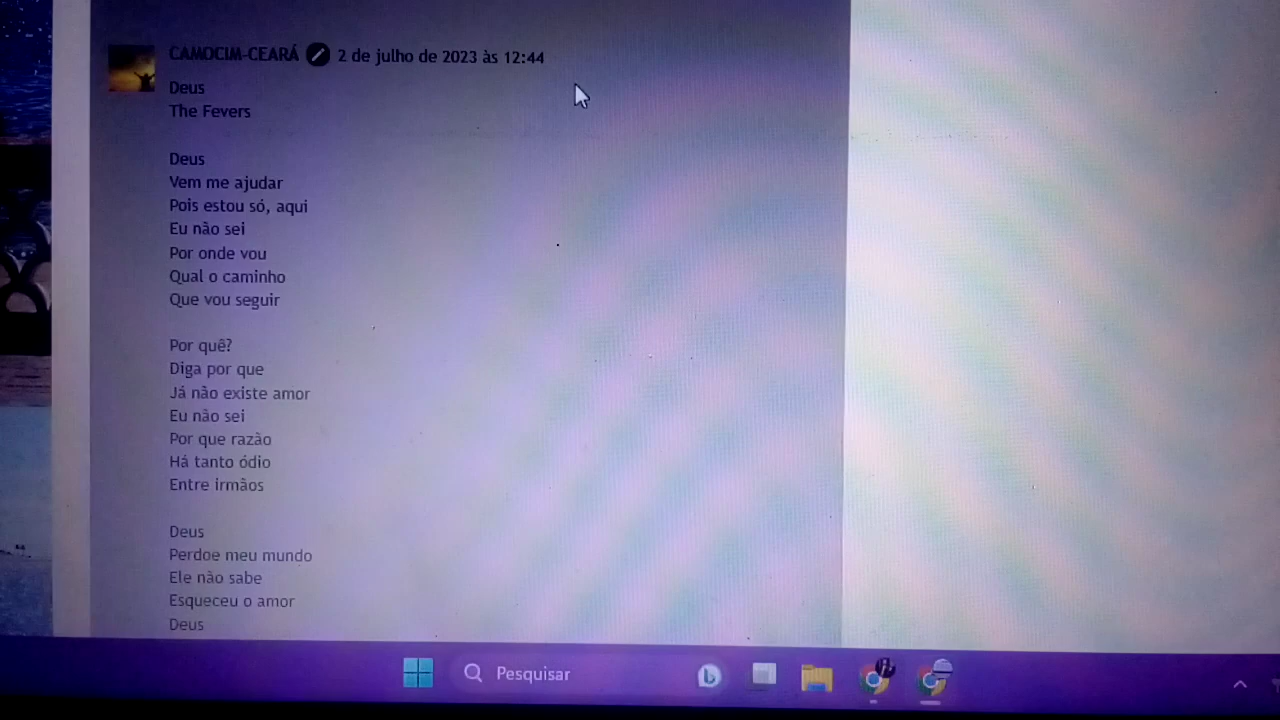 CAMOCIM-CEARÁ 2 de julho de 2023 às 12:44
Deus
The Fevers
Deus
Vem me ajudar
Pois estou só, aqui
Eu não sei
Por onde vou
Qual o caminho
Que vou seguir
Por quê?
Diga por que
Já não existe amor
Eu não sei
Por que razão
Há tanto ódio
Entre irmãos
Deus
Perdoe meu mundo
Ele não sabe
Esqueceu o amor
Deus
Pesquisar